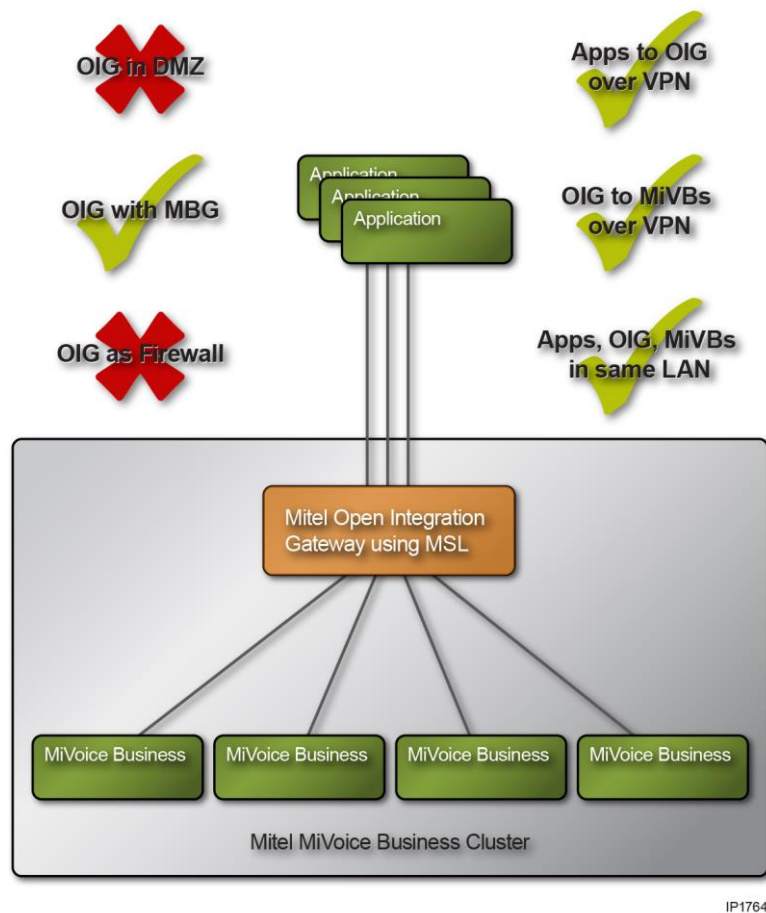 OIG in DMZ
Apps to OIG
over VPN
OIG with MBG
Application
Application
Application
OIG to MiVBs
over VPN
OIG as Firewall
Apps, OIG, MiVBs
in same LAN
Mitel Open Integration
Gateway using MSL
MiVoice Business
MiVoice Business
MiVoice Business
MiVoice Business
Mitel MiVoice Business Cluster
IP1764